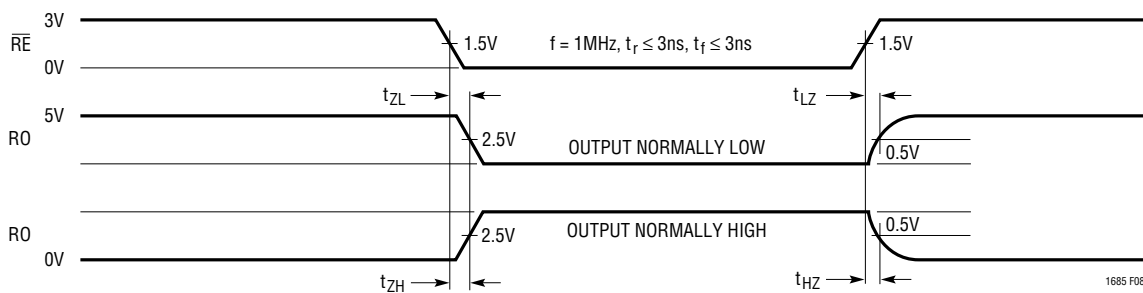 3V
RE
1.5V
f = 1MHz, tr ≤ 3ns, tf ≤ 3ns
1.5V
0V
tZL
tLZ
5V
RO
2.5V
OUTPUT NORMALLY LOW
0.5V
RO
2.5V
OUTPUT NORMALLY HIGH
0.5V
0V
tZH
tHZ
1685 F08